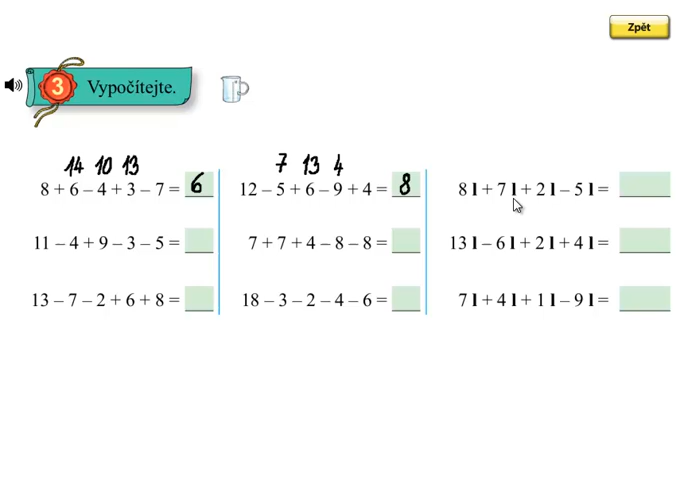 Zpět
3 Vypočítejte.
14 10 13
8 + 6 – 4 + 3 – 7 = 6
11 – 4 + 9 – 3 – 5 =
13 – 7 – 2 + 6 + 8 =
7 13 4
12 – 5 + 6 – 9 + 4 = 8
7 + 7 + 4 – 8 – 8 =
18 – 3 – 2 – 4 – 6 =
8 l + 7 l + 2 l – 5 l =
13 l – 6 l + 2 l + 4 l =
7 l + 4 l + 1 l – 9 l =